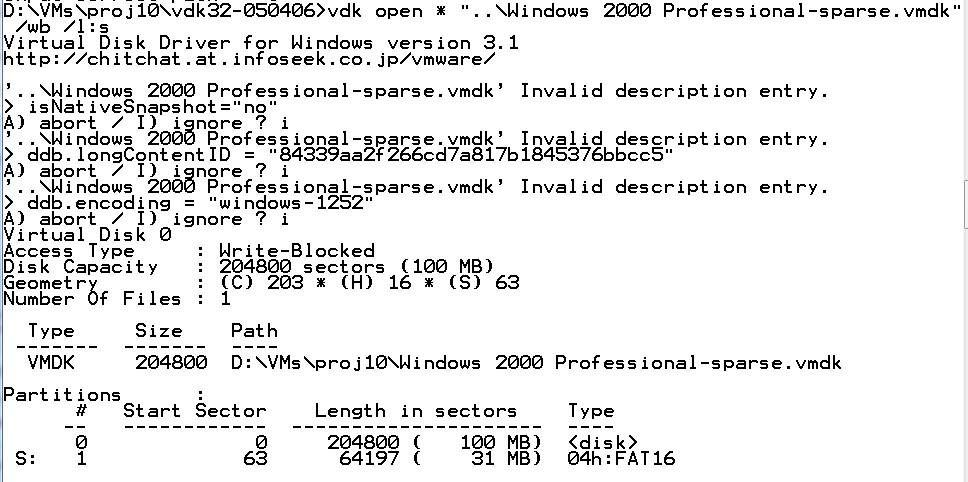 D:\VMs\proj10\vdk32-050406>vdk open * "..\Windows 2000 Professional-sparse.vmdk"
/wb /l:s
Virtual Disk Driver for Windows version 3.1
http://chitchat.at.infoseek.co.jp/vmware/
'..\Windows 2000 Professional-sparse.vmdk' Invalid description entry.
> isNativeSnapshot="no"
A) abort / I) ignore ? i
'..\Windows 2000 Professional-sparse.vmdk' Invalid description entry.
> ddb.longContentID = "84339aa2f266cd7a817b1845376bbcc5"
A) abort / I) ignore ? i
'..\Windows 2000 Professional-sparse.vmdk' Invalid description entry.
> ddb.encoding = "windows-1252"
A) abort / I) ignore ? i
Virtual Disk 0
Access Type : Write-Blocked
Disk Capacity : 204800 sectors (100 MB)
Geometry : (C) 203 * (H) 16 * (S) 63
Number Of Files : 1
Type Size Path
------- ------- ----
VMDK 204800 D:\VMs\proj10\Windows 2000 Professional-sparse.vmdk
Partitions :
# Start Sector Length in sectors Type
-- ------------ --------------------- ----
0 0 204800 ( 100 MB) <disk>
S: 1 63 64197 ( 31 MB) 04h:FAT16